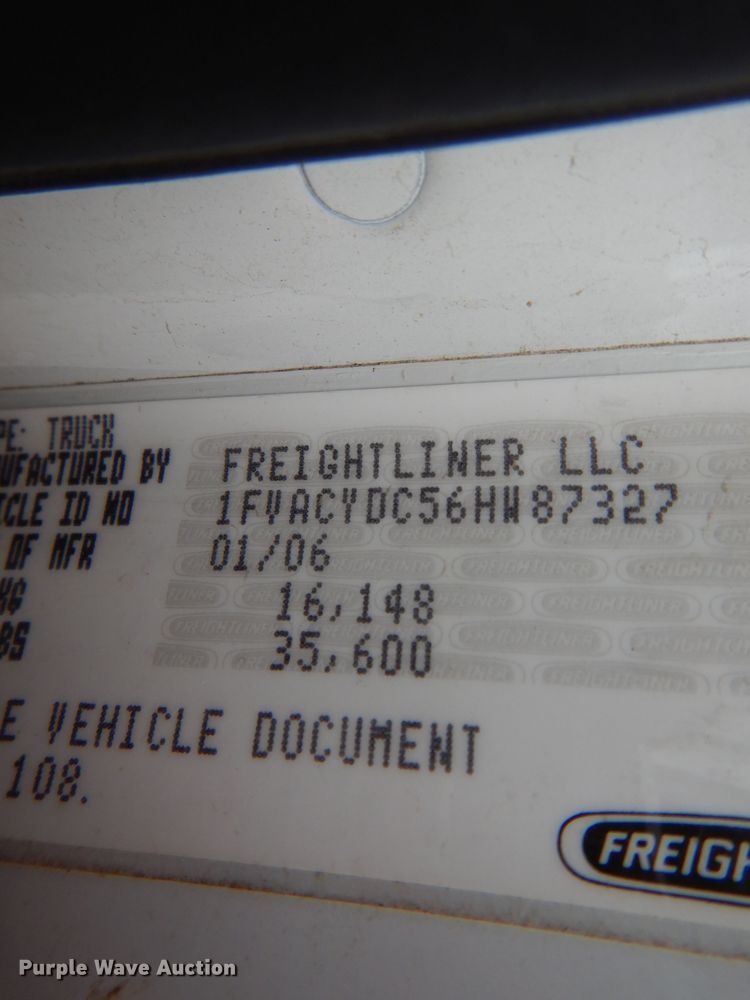 PE: TRUCK
UFACTURED BY FREIGHTLINER LLC
ICLE ID NO 1FVACYDC56HW87327
OF MFR 01/06
KG 16,148
BS 35,600
E VEHICLE DOCUMENT
108.
FREIGH
Purple Wave Auction